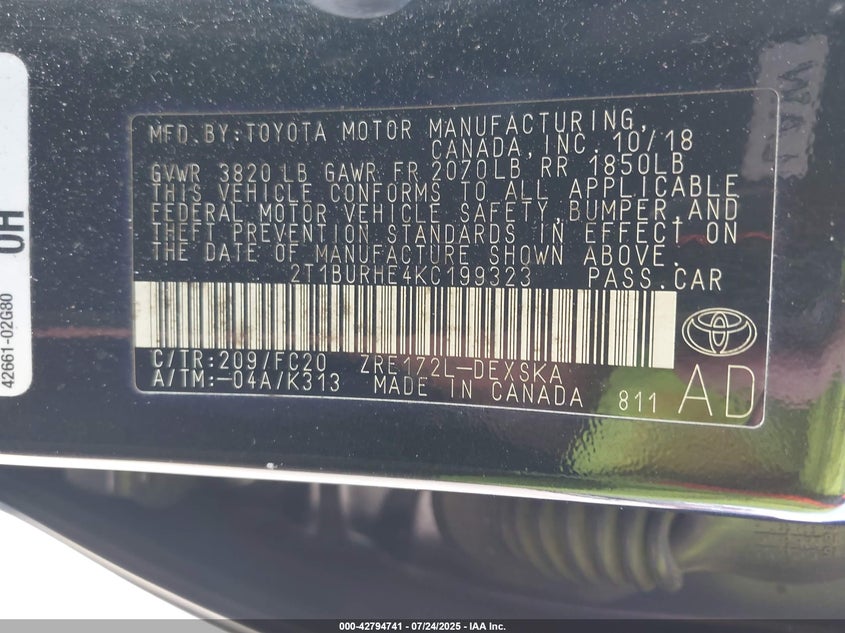 MFD.BY:TOYOTA MOTOR MANUFACTURING,
CANADA,INC. 10/18
GVWR 3820 LB GAWR FR 2070LB RR 1850LB
THIS VEHICLE CONFORMS TO ALL APPLICABLE
FEDERAL MOTOR VEHICLE SAFETY,BUMPER,AND
THEFT PREVENTION STANDARDS IN EFFECT ON
THE DATE OF MANUFACTURE SHOWN ABOVE.
2T1BURHE4KC199323 PASS.CAR
C/TR:209/FC20 ZRE172L-DEXSKA
A/TM:-04A/K313 MADE IN CANADA 811 AD
42661-02G80
000-42794741 / 07/24/2025 - IAA Inc.